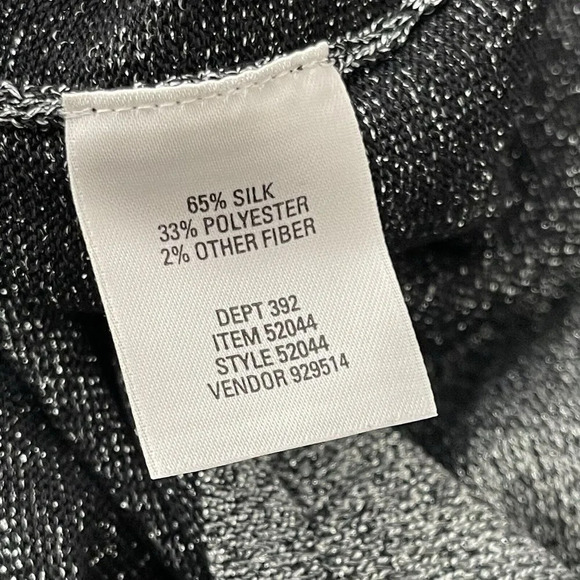 65% SILK
33% POLYESTER
2% OTHER FIBER
DEPT 392
ITEM 52044
STYLE 52044
VENDOR 929514